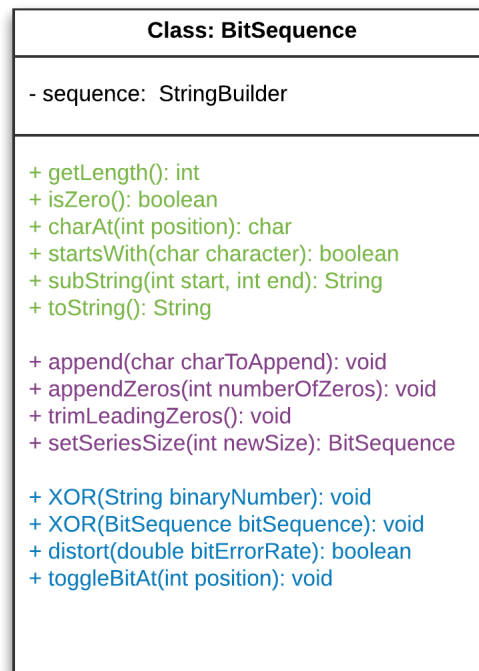 Class: BitSequence
- sequence:  StringBuilder
+ getLength(): int
+ isZero(): boolean
+ charAt(int position): char
+ startsWith(char character): boolean
+ subString(int start, int end): String
+ toString(): String
+ append(char charToAppend): void
+ appendZeros(int numberOfZeros): void
+ trimLeadingZeros(): void
+ setSeriesSize(int newSize): BitSequence
+ XOR(String binaryNumber): void
+ XOR(BitSequence bitSequence): void
+ distort(double bitErrorRate): boolean
+ toggleBitAt(int position): void